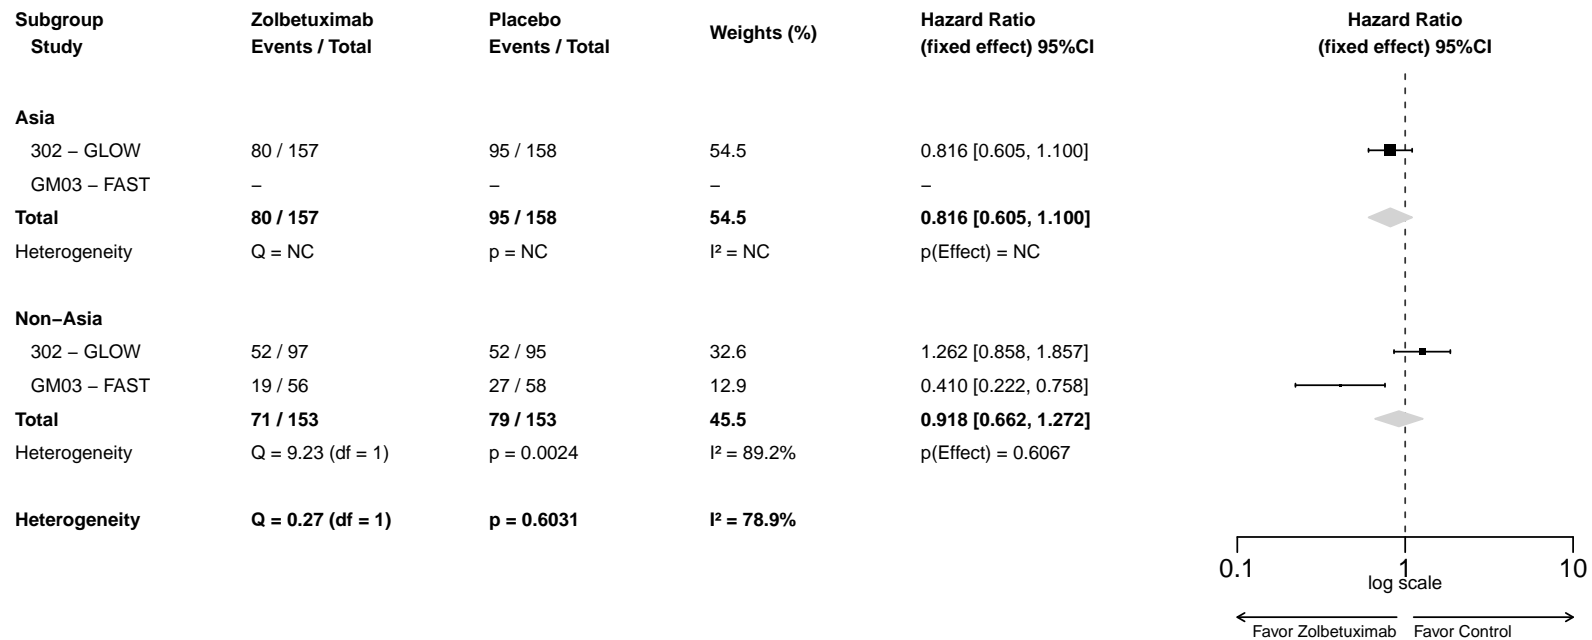 Subgroup Zolbetuximab Placebo Weights (%) Hazard Ratio Hazard Ratio
Study Events / Total Events / Total (fixed effect) 95%CI (fixed effect) 95%CI
Asia
302 − GLOW 80 / 157 95 / 158 54.5 0.816 [0.605, 1.100]
GM03 − FAST − − − −
Total 80 / 157 95 / 158 54.5 0.816 [0.605, 1.100]
Heterogeneity Q = NC p = NC I² = NC p(Effect) = NC
Non−Asia
302 − GLOW 52 / 97 52 / 95 32.6 1.262 [0.858, 1.857]
GM03 − FAST 19 / 56 27 / 58 12.9 0.410 [0.222, 0.758]
Total 71 / 153 79 / 153 45.5 0.918 [0.662, 1.272]
Heterogeneity Q = 9.23 (df = 1) p = 0.0024 I² = 89.2% p(Effect) = 0.6067
Heterogeneity Q = 0.27 (df = 1) p = 0.6031 I² = 78.9%
0.1 1 10
log scale
Favor Zolbetuximab Favor Control